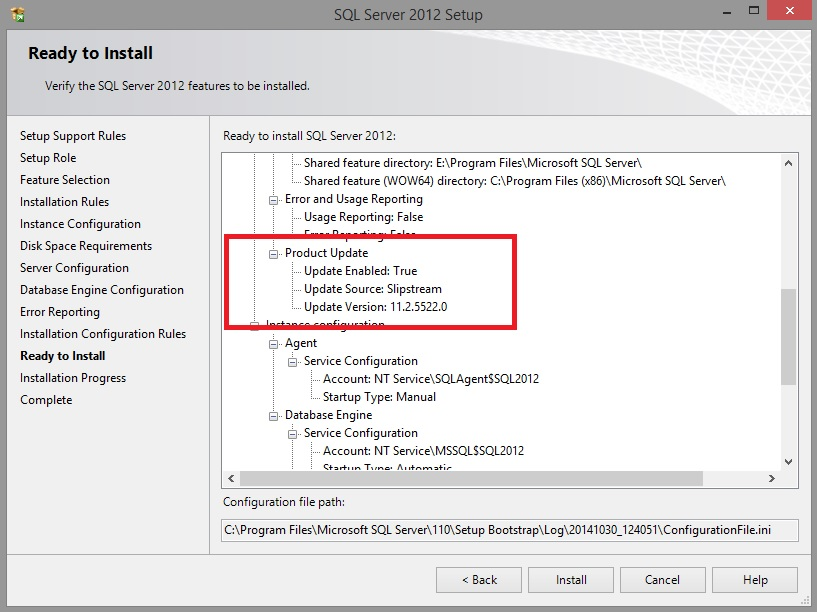 SQL Server 2012 Setup
Ready to Install
Verify the SQL Server 2012 features to be installed.
Setup Support Rules
Setup Role
Feature Selection
Installation Rules
Instance Configuration
Disk Space Requirements
Server Configuration
Database Engine Configuration
Error Reporting
Installation Configuration Rules
Ready to Install
Installation Progress
Complete
Ready to install SQL Server 2012:
Shared feature directory: E:\Program Files\Microsoft SQL Server\
Shared feature (WOW64) directory: C:\Program Files (x86)\Microsoft SQL Server\
Error and Usage Reporting
Usage Reporting: False
Error Reporting: False
Product Update
Update Enabled: True
Update Source: Slipstream
Update Version: 11.2.5522.0
Instance configuration
Agent
Service Configuration
Account: NT Service\SQLAgent$SQL2012
Startup Type: Manual
Database Engine
Service Configuration
Account: NT Service\MSSQL$SQL2012
Startup Type: Automatic
Configuration file path:
C:\Program Files\Microsoft SQL Server\110\Setup Bootstrap\Log\20141030_124051\ConfigurationFile.ini
< Back
Install
Cancel
Help